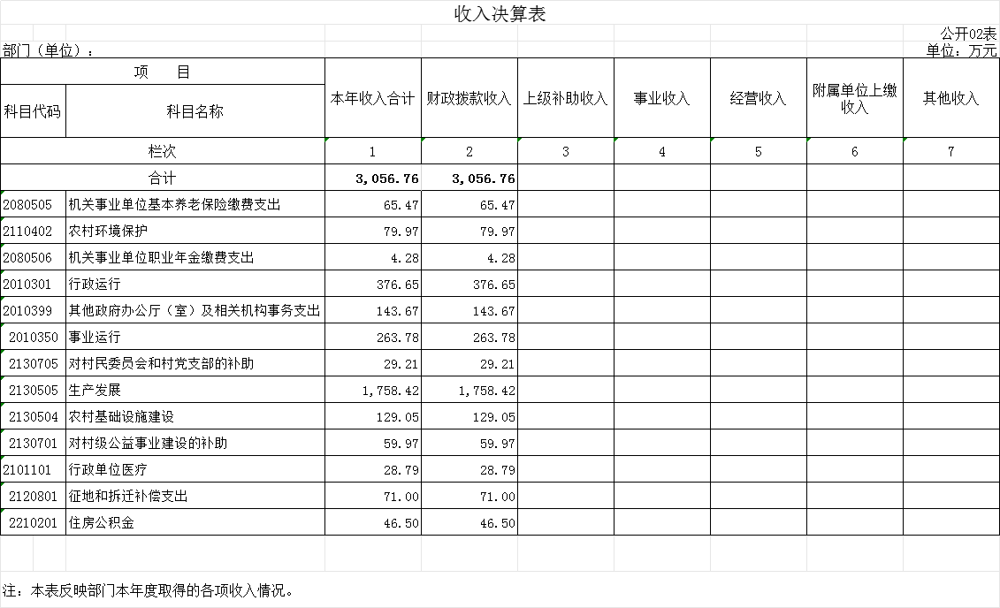 收入决算表
公开02表
部门（单位）： 单位：万元
项　　目 本年收入合计 财政拨款收入 上级补助收入 事业收入 经营收入 附属单位上缴收入 其他收入
科目代码 科目名称
栏次 1 2 3 4 5 6 7
合计 3,056.76 3,056.76
2080505 机关事业单位基本养老保险缴费支出 65.47 65.47
2110402 农村环境保护 79.97 79.97
2080506 机关事业单位职业年金缴费支出 4.28 4.28
2010301 行政运行 376.65 376.65
2010399 其他政府办公厅（室）及相关机构事务支出 143.67 143.67
2010350 事业运行 263.78 263.78
2130705 对村民委员会和村党支部的补助 29.21 29.21
2130505 生产发展 1,758.42 1,758.42
2130504 农村基础设施建设 129.05 129.05
2130701 对村级公益事业建设的补助 59.97 59.97
2101101 行政单位医疗 28.79 28.79
2120801 征地和拆迁补偿支出 71.00 71.00
2210201 住房公积金 46.50 46.50
注：本表反映部门本年度取得的各项收入情况。